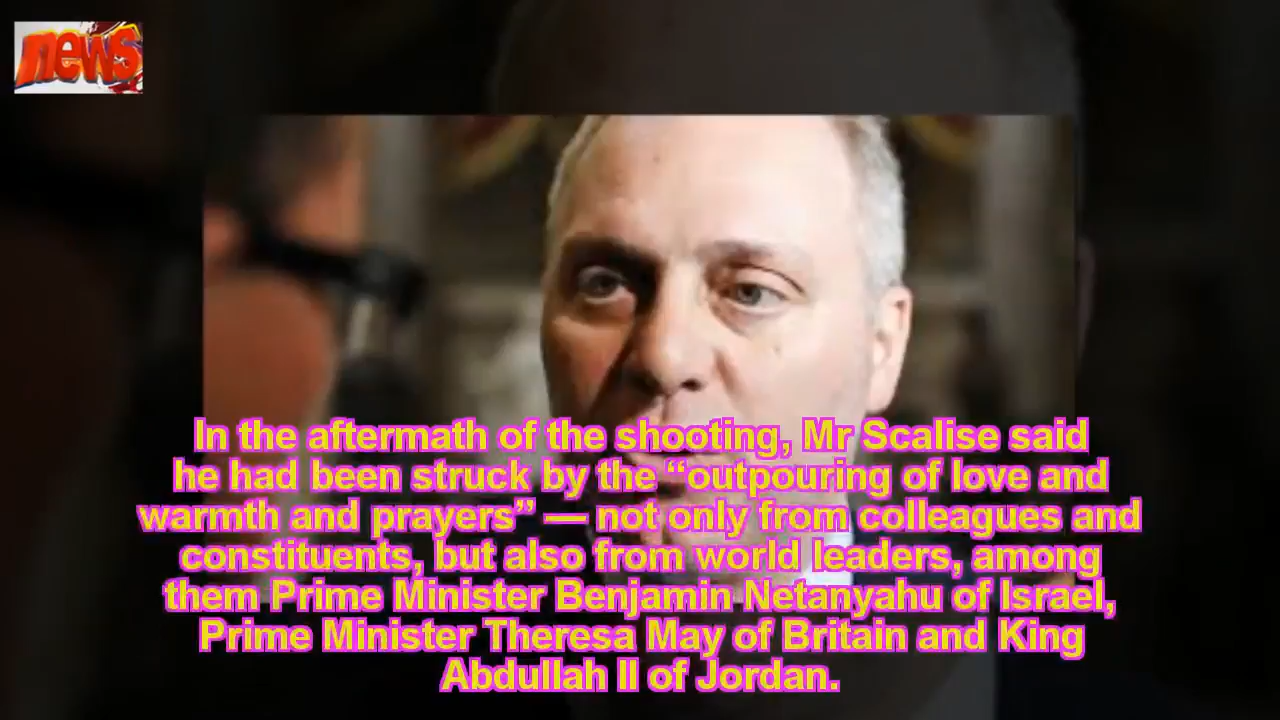 news
In the aftermath of the shooting, Mr Scalise said
he had been struck by the “outpouring of love and
warmth and prayers” — not only from colleagues and
constituents, but also from world leaders, among
them Prime Minister Benjamin Netanyahu of Israel,
Prime Minister Theresa May of Britain and King
Abdullah II of Jordan.